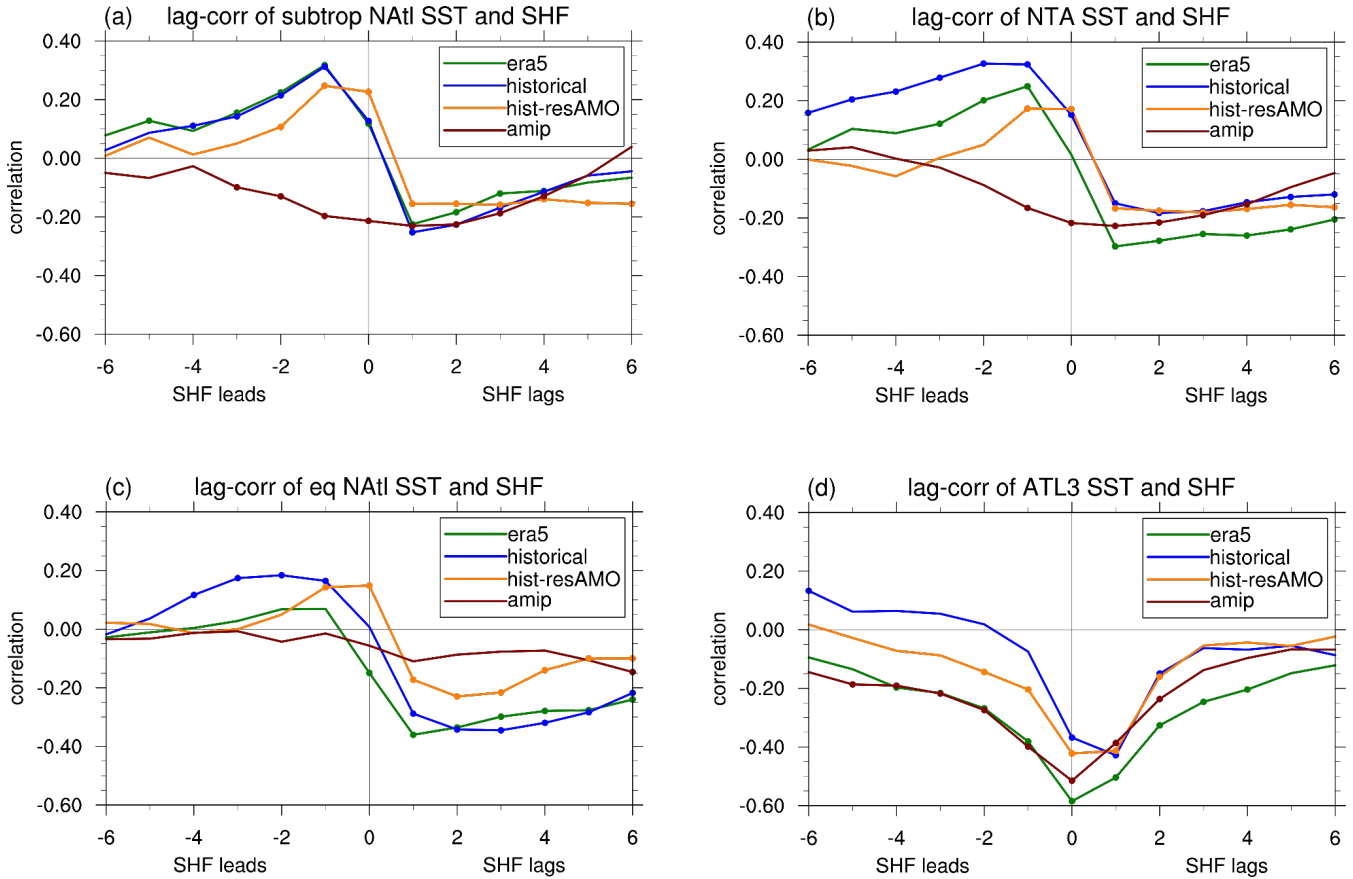 (a) lag-corr of subtrop NAtl SST and SHF
0.40
0.20
0.00
-0.20
-0.40
-0.60
correlation
era5
historical
hist-resAMO
amip
-6 -4 -2 0 2 4 6
SHF leads SHF lags
(b) lag-corr of NTA SST and SHF
0.40
0.20
0.00
-0.20
-0.40
-0.60
correlation
era5
historical
hist-resAMO
amip
-6 -4 -2 0 2 4 6
SHF leads SHF lags
(c) lag-corr of eq NAtl SST and SHF
0.40
0.20
0.00
-0.20
-0.40
-0.60
correlation
era5
historical
hist-resAMO
amip
-6 -4 -2 0 2 4 6
SHF leads SHF lags
(d) lag-corr of ATL3 SST and SHF
0.40
0.20
0.00
-0.20
-0.40
-0.60
correlation
era5
historical
hist-resAMO
amip
-6 -4 -2 0 2 4 6
SHF leads SHF lags